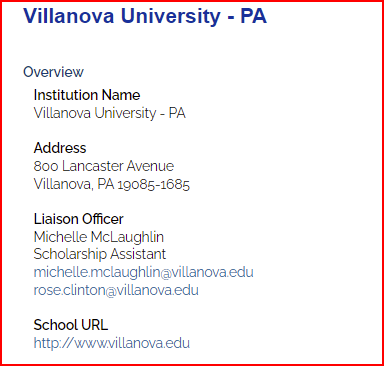 Villanova University - PA
Overview
Institution Name
Villanova University - PA
Address
800 Lancaster Avenue
Villanova, PA 19085-1685
Liaison Officer
Michelle McLaughlin
Scholarship Assistant
michelle.mclaughlin@villanova.edu
rose.clinton@villanova.edu
School URL
http://www.villanova.edu